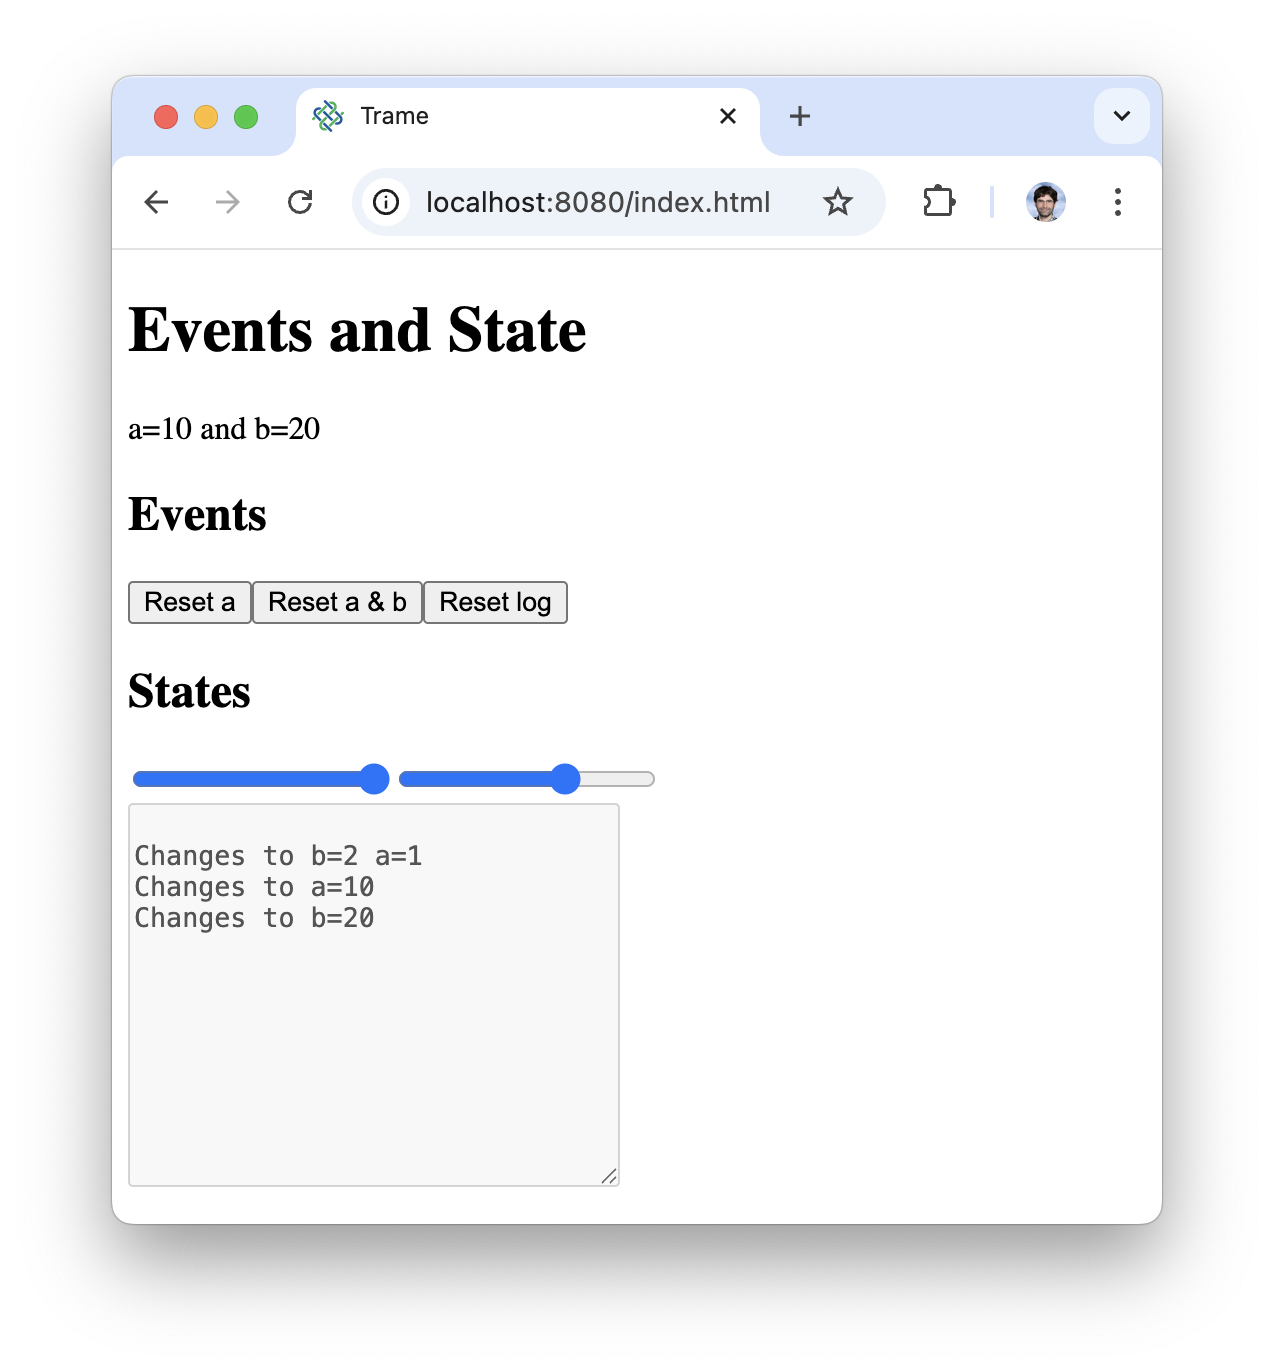 Trame
localhost:8080/index.html
Events and State
a=10 and b=20
Events
Reset a Reset a & b Reset log
States
Changes to b=2 a=1
Changes to a=10
Changes to b=20